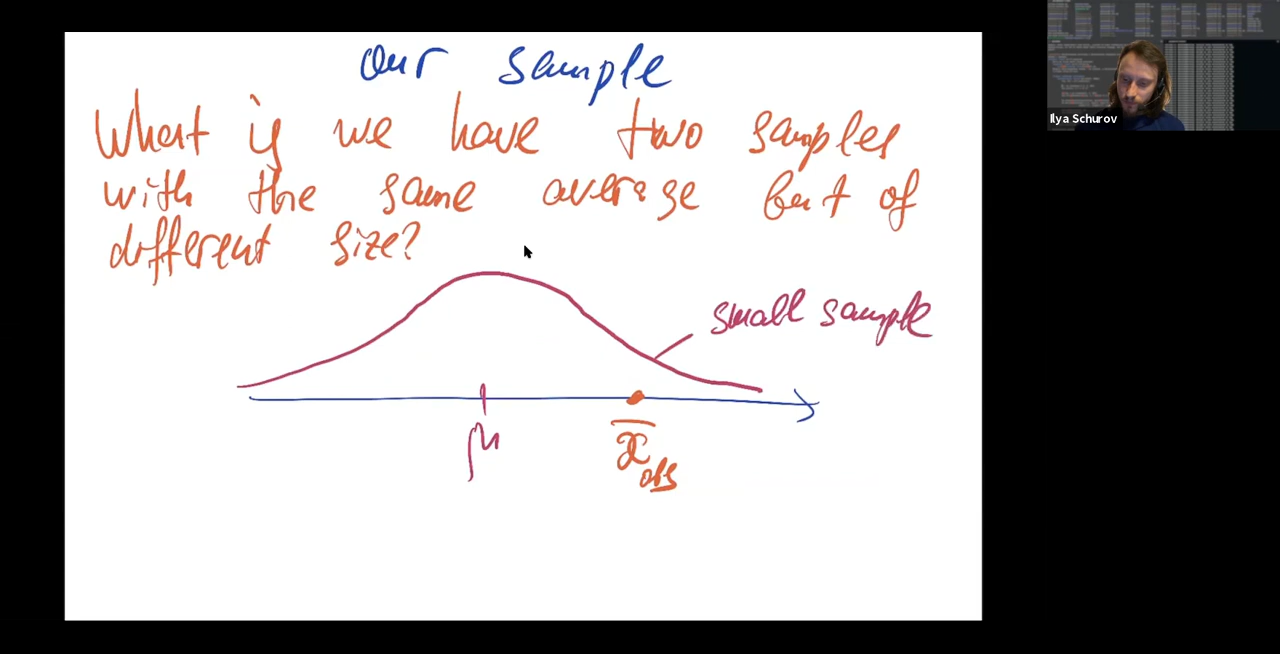 our sample
What if we have two samples
with the same average but of
different size?
small sample
μ
x̄ obs
Ilya Schurov